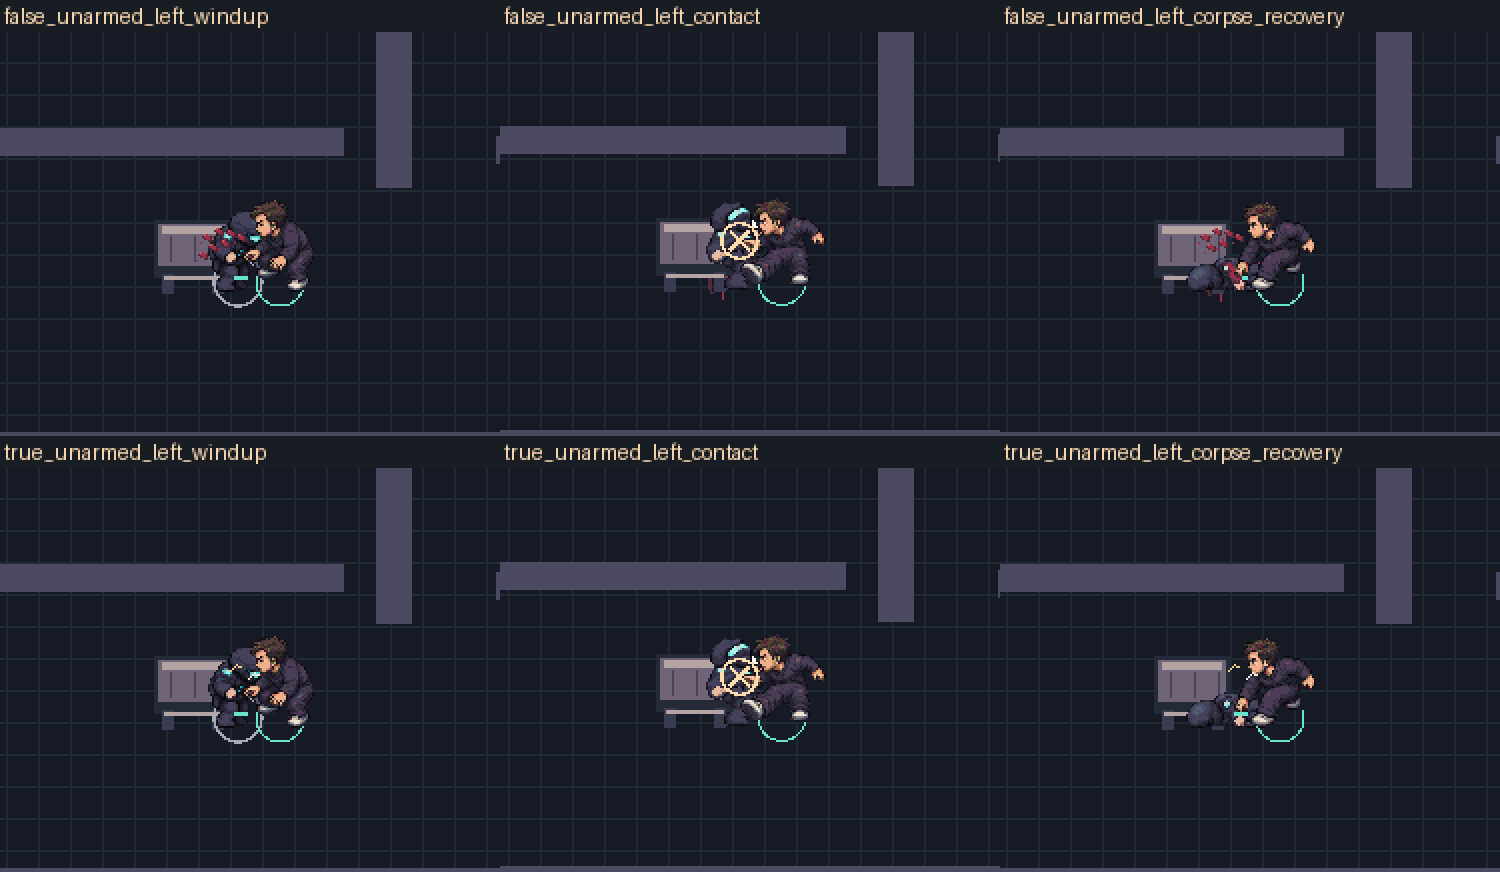 false_unarmed_left_windup
false_unarmed_left_contact
false_unarmed_left_corpse_recovery
true_unarmed_left_windup
true_unarmed_left_contact
true_unarmed_left_corpse_recovery